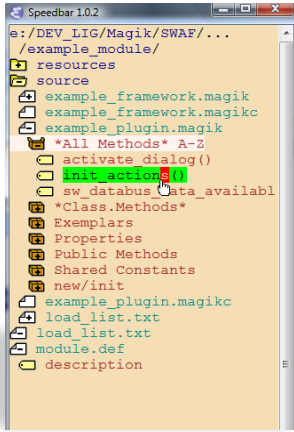 Speedbar 1.0.2
e:/DEV_LIG/Magik/SWAF/...
/example_module/
resources
source
example_framework.magik
example_framework.magikc
example_plugin.magik
*All Methods* A-Z
activate_dialog()
init_actions()
sw_databus_data_availabl
*Class.Methods*
Exemplars
Properties
Public Methods
Shared Constants
new/init
example_plugin.magikc
load_list.txt
load_list.txt
module.def
description